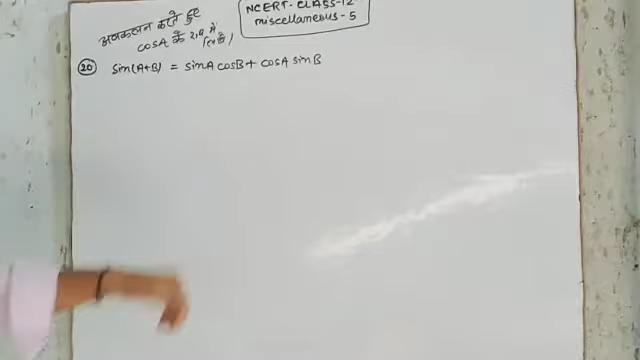 अवकलन करते हुए
cosA के रूप में
लिखें।
NCERT-CLASS-12
miscellaneous-5
20 sin(A+B) = sinA cosB + cosA sinB